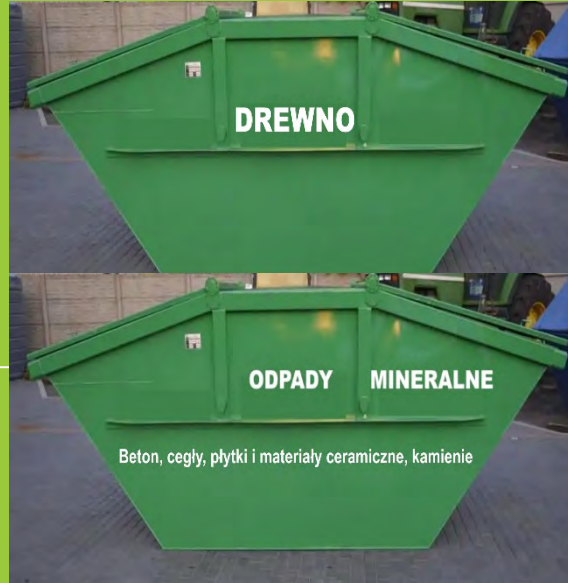 DREWNO
ODPADY MINERALNE
Beton, cegły, płytki i materiały ceramiczne, kamienie